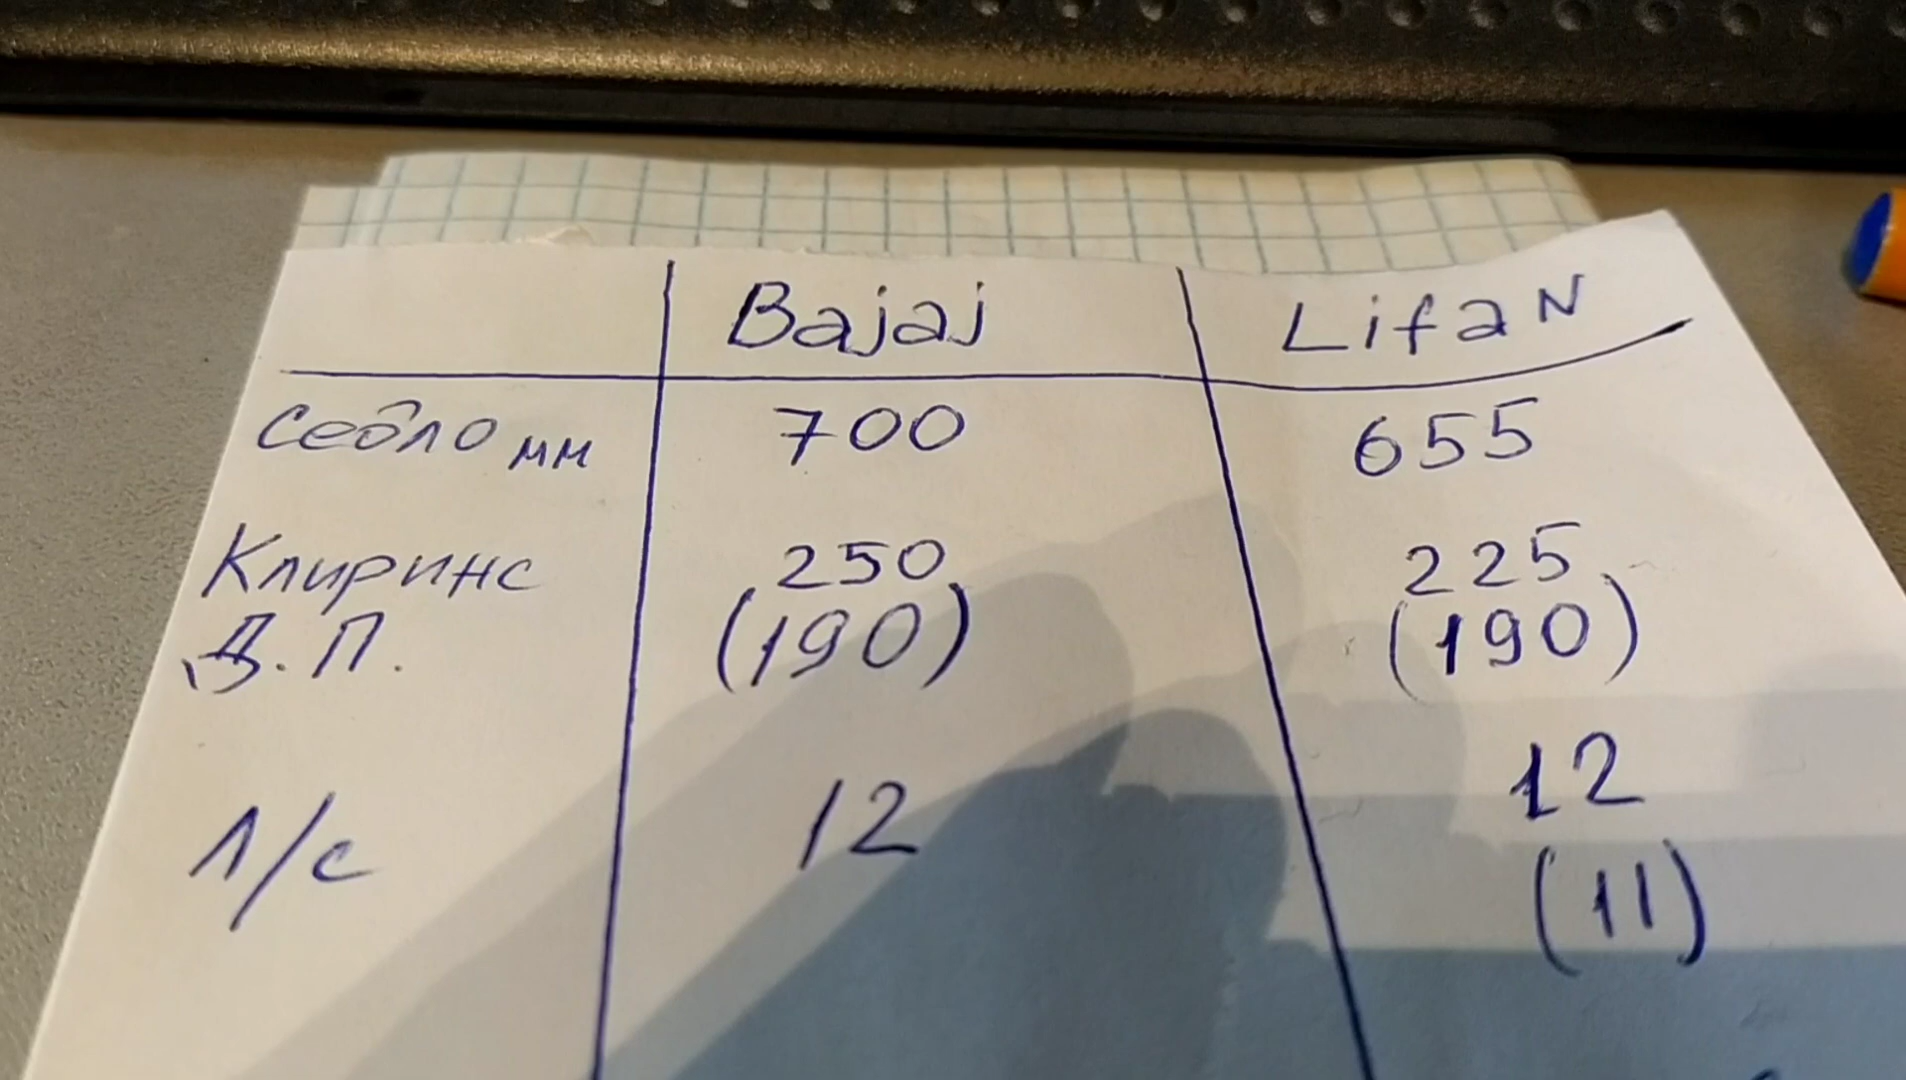 Bajaj Lifan
Седло мм 700 655
Клиринс 250 225
Д.П. (190) (190)
л/с 12 12
(11)